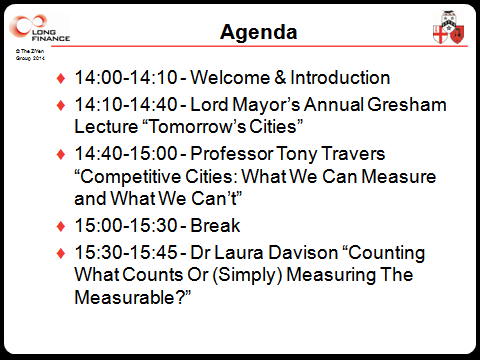 LONG
FINANCE
© The Z/Yen
Group 2014
Agenda
♦ 14:00-14:10 - Welcome & Introduction
♦ 14:10-14:40 - Lord Mayor's Annual Gresham
Lecture “Tomorrow's Cities”
♦ 14:40-15:00 - Professor Tony Travers
“Competitive Cities: What We Can Measure
and What We Can't”
♦ 15:00-15:30 - Break
♦ 15:30-15:45 - Dr Laura Davison “Counting
What Counts Or (Simply) Measuring The
Measurable?”